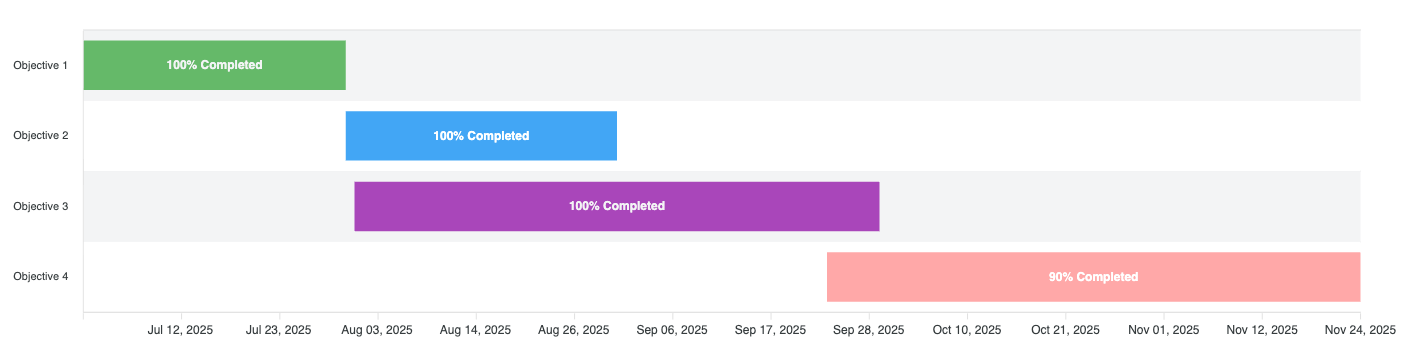 Objective 1
100% Completed
Objective 2
100% Completed
Objective 3
100% Completed
Objective 4
90% Completed
Jul 12, 2025 Jul 23, 2025 Aug 03, 2025 Aug 14, 2025 Aug 26, 2025 Sep 06, 2025 Sep 17, 2025 Sep 28, 2025 Oct 10, 2025 Oct 21, 2025 Nov 01, 2025 Nov 12, 2025 Nov 24, 2025